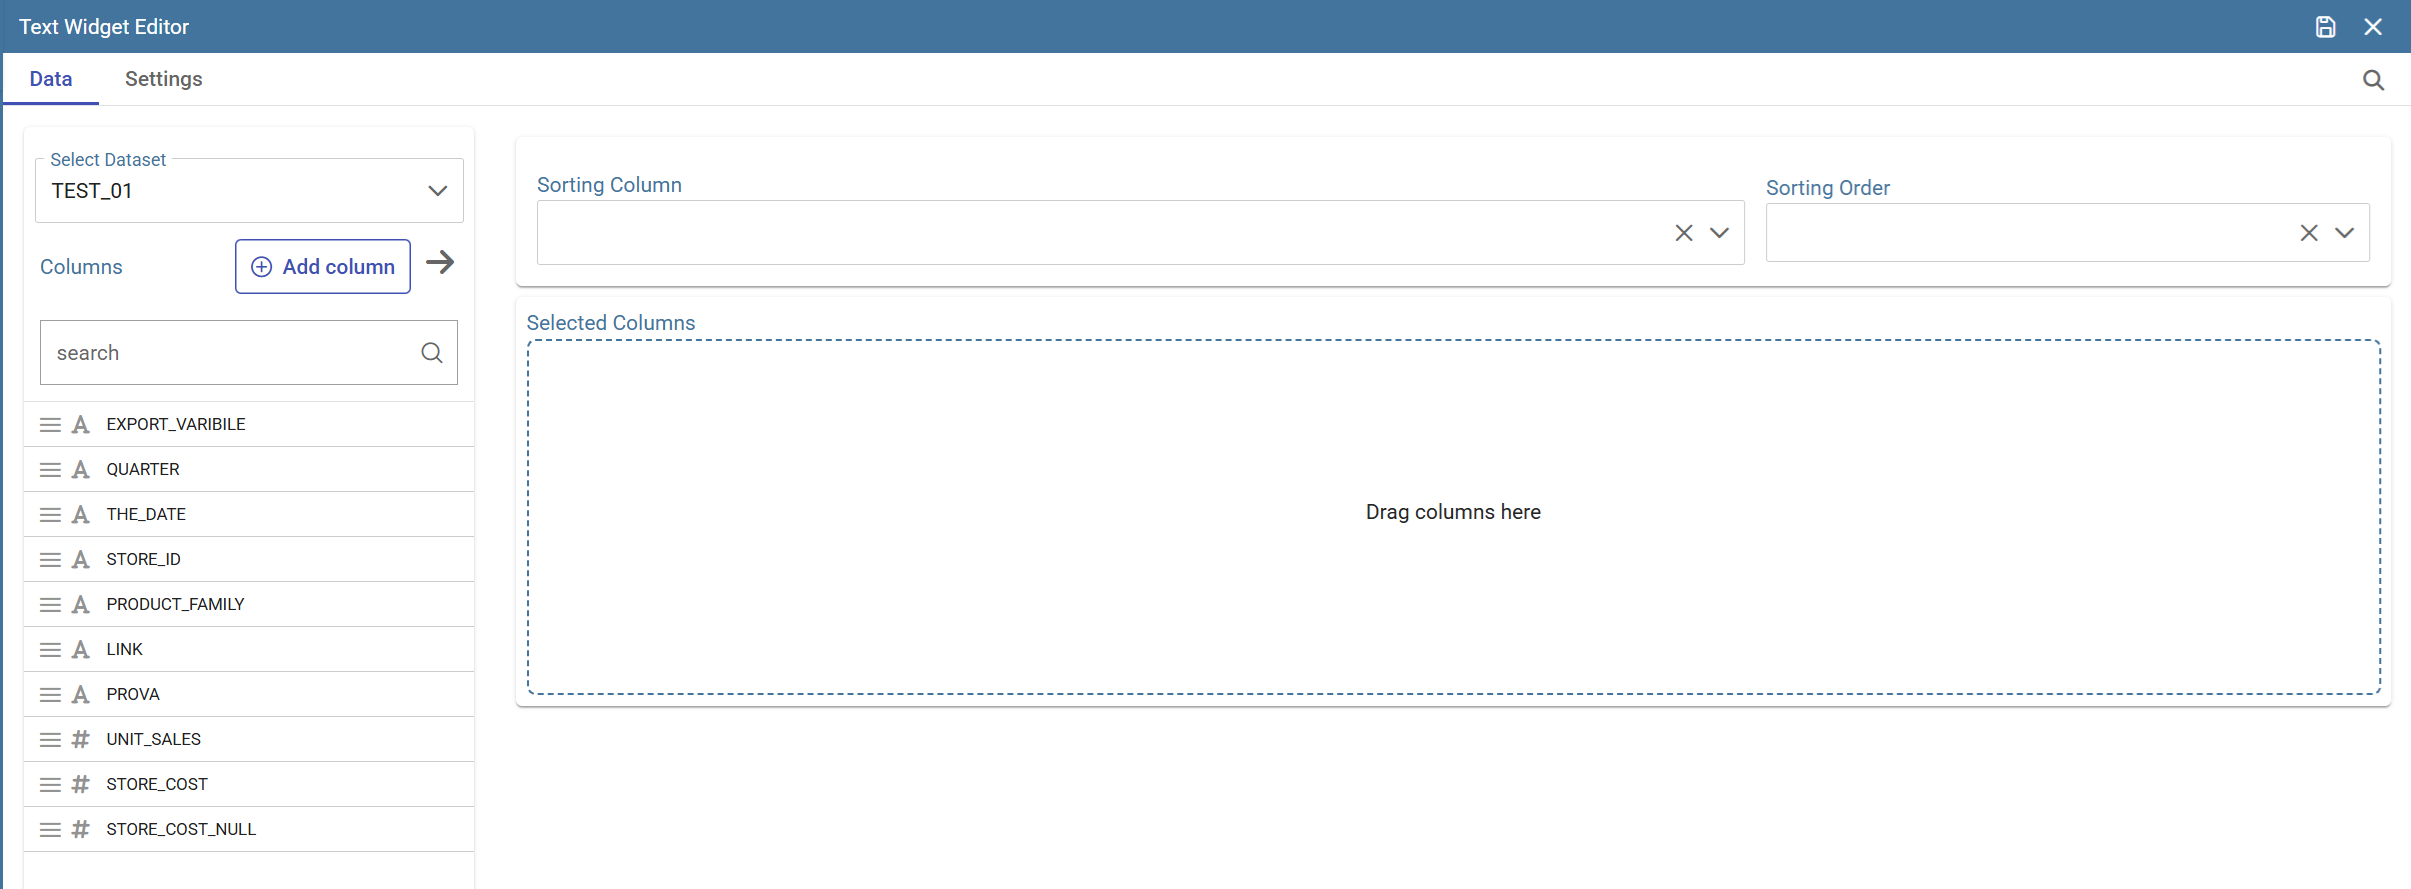 Text Widget Editor
Data Settings
Select Dataset
TEST_01
Columns
Add column
search
EXPORT_VARIBILE
QUARTER
THE_DATE
STORE_ID
PRODUCT_FAMILY
LINK
PROVA
UNIT_SALES
STORE_COST
STORE_COST_NULL
Sorting Column
Sorting Order
Selected Columns
Drag columns here